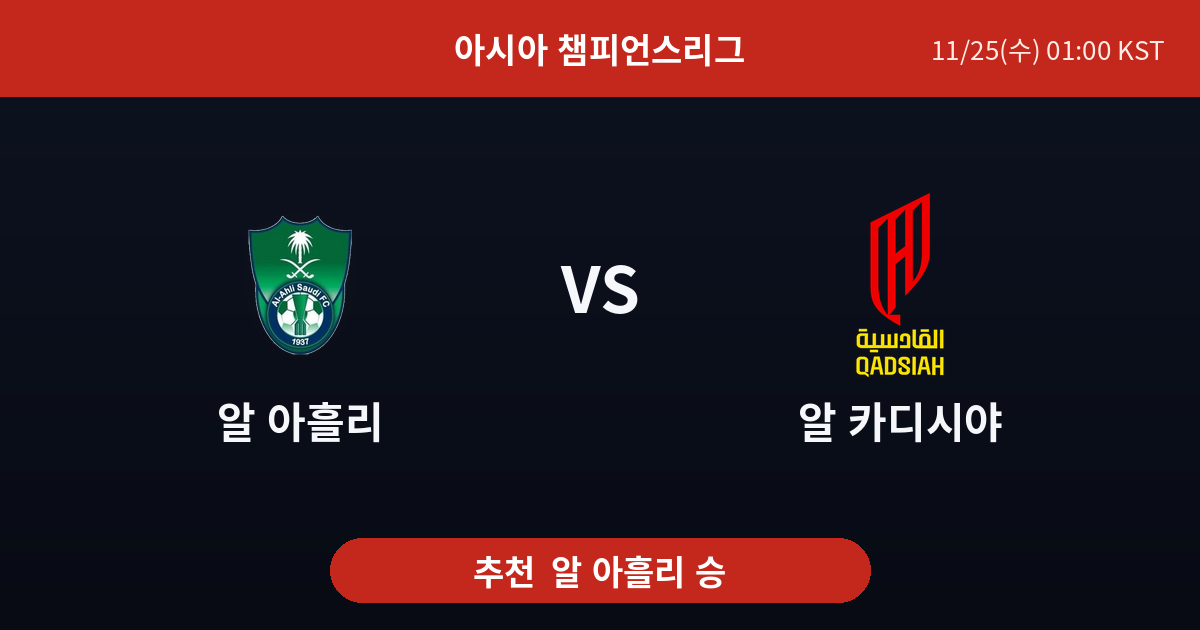 아시아 챔피언스리그
11/25(수) 01:00 KST
Al-Ahli Saudi FC
1937
VS
القادسية
QADSIAH
알 아흘리
알 카디시야
추천 알 아흘리 승